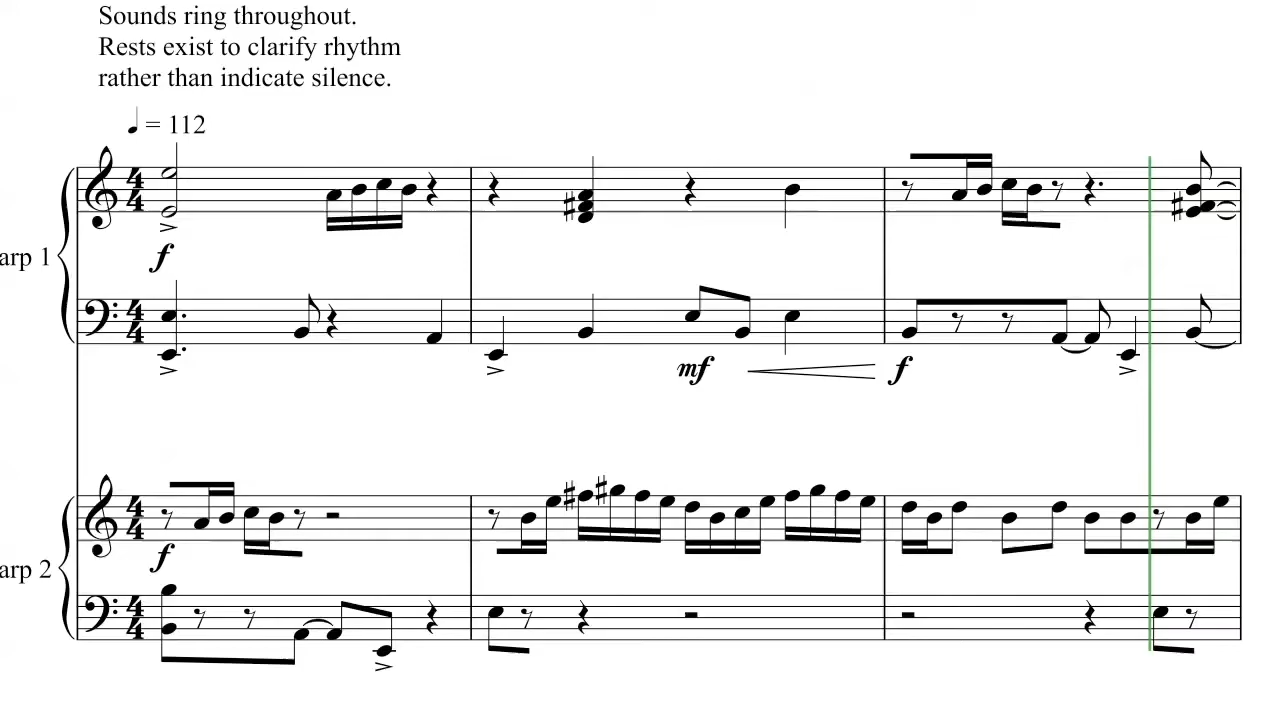 Sounds ring throughout.
Rests exist to clarify rhythm
rather than indicate silence.
♩ = 112
arp 1
f
mf
f
arp 2
f